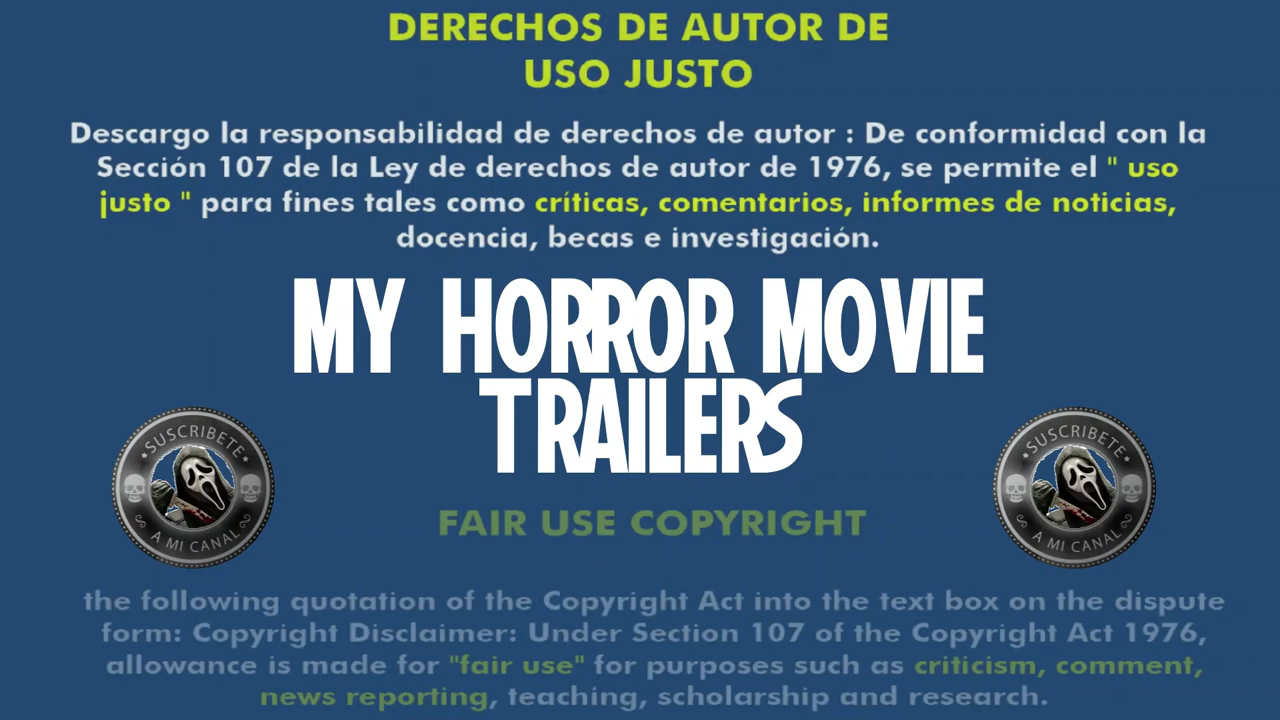 DERECHOS DE AUTOR DE
USO JUSTO
Descargo la responsabilidad de derechos de autor : De conformidad con la
Sección 107 de la Ley de derechos de autor de 1976, se permite el " uso
justo " para fines tales como críticas, comentarios, informes de noticias,
docencia, becas e investigación.
MY HORROR MOVIE
TRAILERS
SUSCRIBETE
A MI CANAL
SUSCRIBETE
A MI CANAL
FAIR USE COPYRIGHT
the following quotation of the Copyright Act into the text box on the dispute
form: Copyright Disclaimer: Under Section 107 of the Copyright Act 1976,
allowance is made for "fair use" for purposes such as criticism, comment,
news reporting, teaching, scholarship and research.